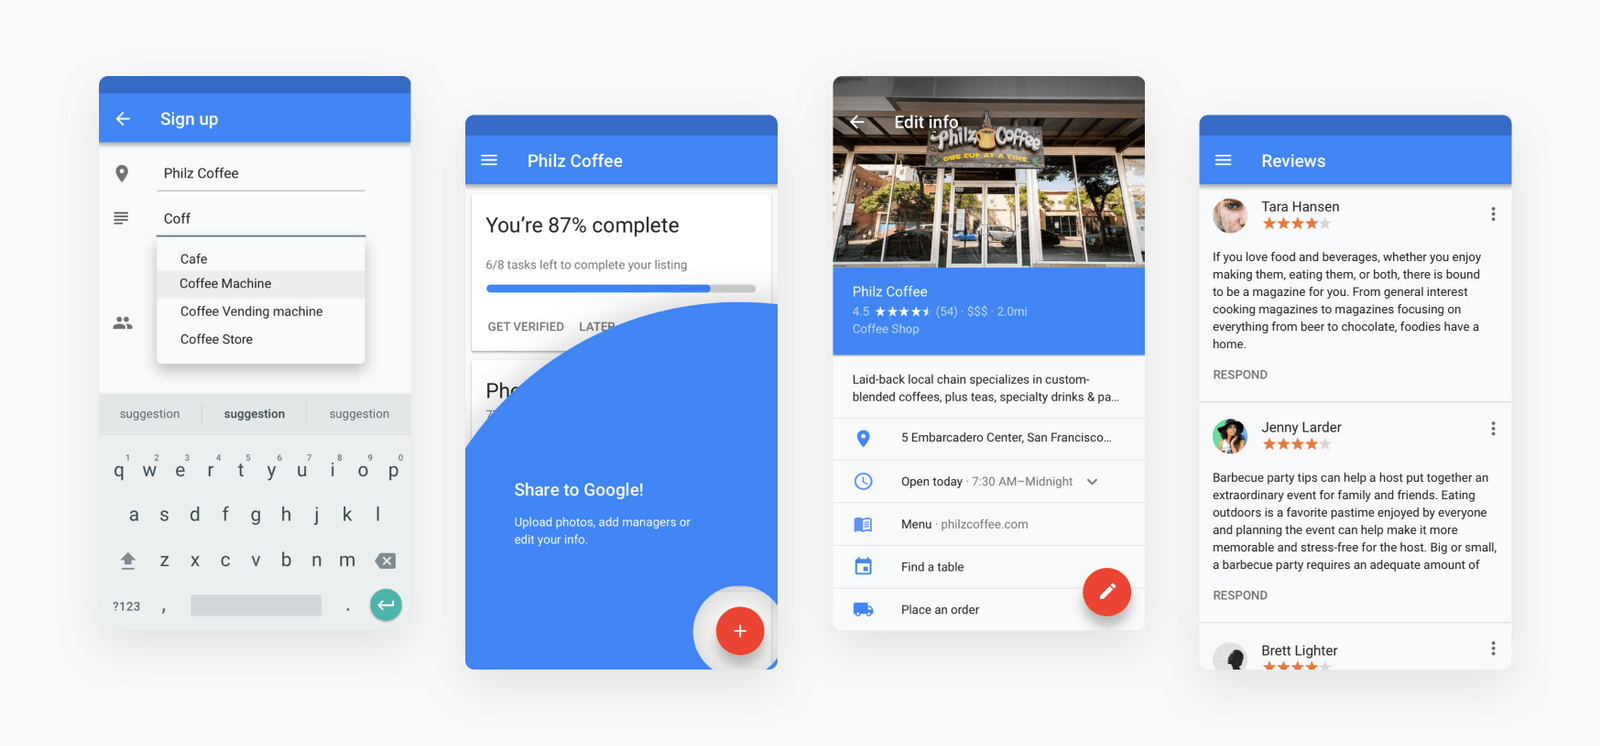 Sign up
Philz Coffee
Coff
Cafe
Coffee Machine
Coffee Vending machine
Coffee Store
suggestion suggestion suggestion
1 2 3 4 5 6 7 8 9 0
q w e r t y u i o p
a s d f g h j k l
z x c v b n m
?123 , .
Philz Coffee
You're 87% complete
6/8 tasks left to complete your listing
GET VERIFIED LATER
Share to Google!
Upload photos, add managers or
edit your info.
Edit info
Philz Coffee
ONE CUP AT A TIME
Philz Coffee
4.5 (54) · $$$ · 2.0mi
Coffee Shop
Laid-back local chain specializes in custom-
blended coffees, plus teas, specialty drinks & pa...
5 Embarcadero Center, San Francisco...
Open today · 7:30 AM–Midnight
Menu · philzcoffee.com
Find a table
Place an order
Reviews
Tara Hansen
If you love food and beverages, whether you enjoy
making them, eating them, or both, there is bound
to be a magazine for you. From general interest
cooking magazines to magazines focusing on
everything from beer to chocolate, foodies have a
home.
RESPOND
Jenny Larder
Barbecue party tips can help a host put together an
extraordinary event for family and friends. Eating
outdoors is a favorite pastime enjoyed by everyone
and planning the event can help make it more
memorable and stress-free for the host. Big or small,
a barbecue party requires an adequate amount of
RESPOND
Brett Lighter